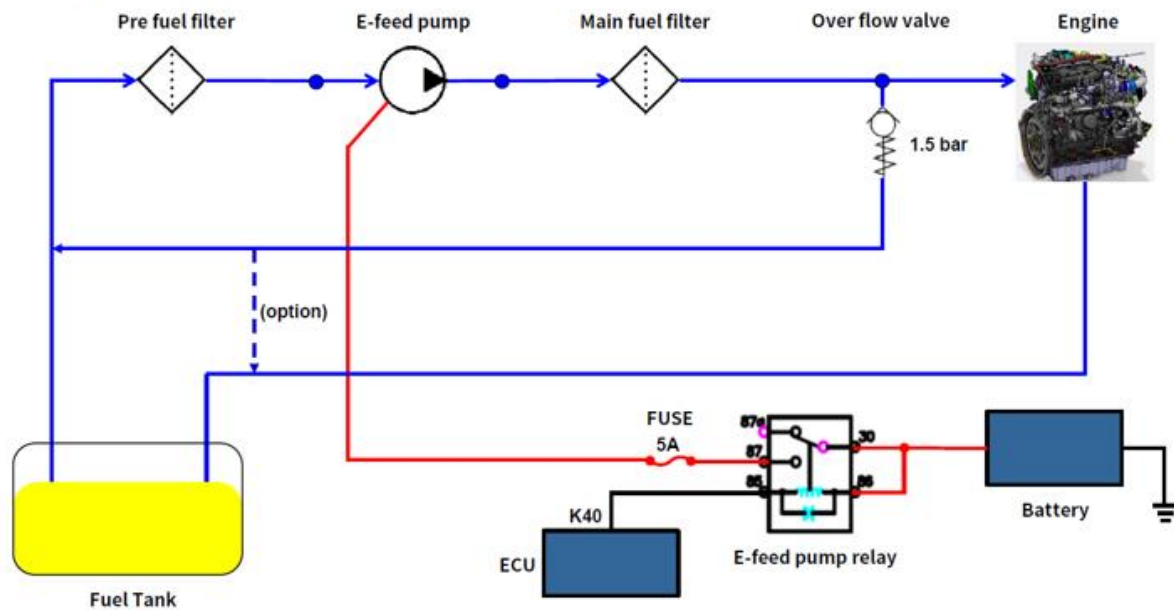 Pre fuel filter
E-feed pump
Main fuel filter
Over flow valve
Engine
1.5 bar
(option)
FUSE
5A
87a
30
87
85
86
K40
ECU
E-feed pump relay
Battery
Fuel Tank